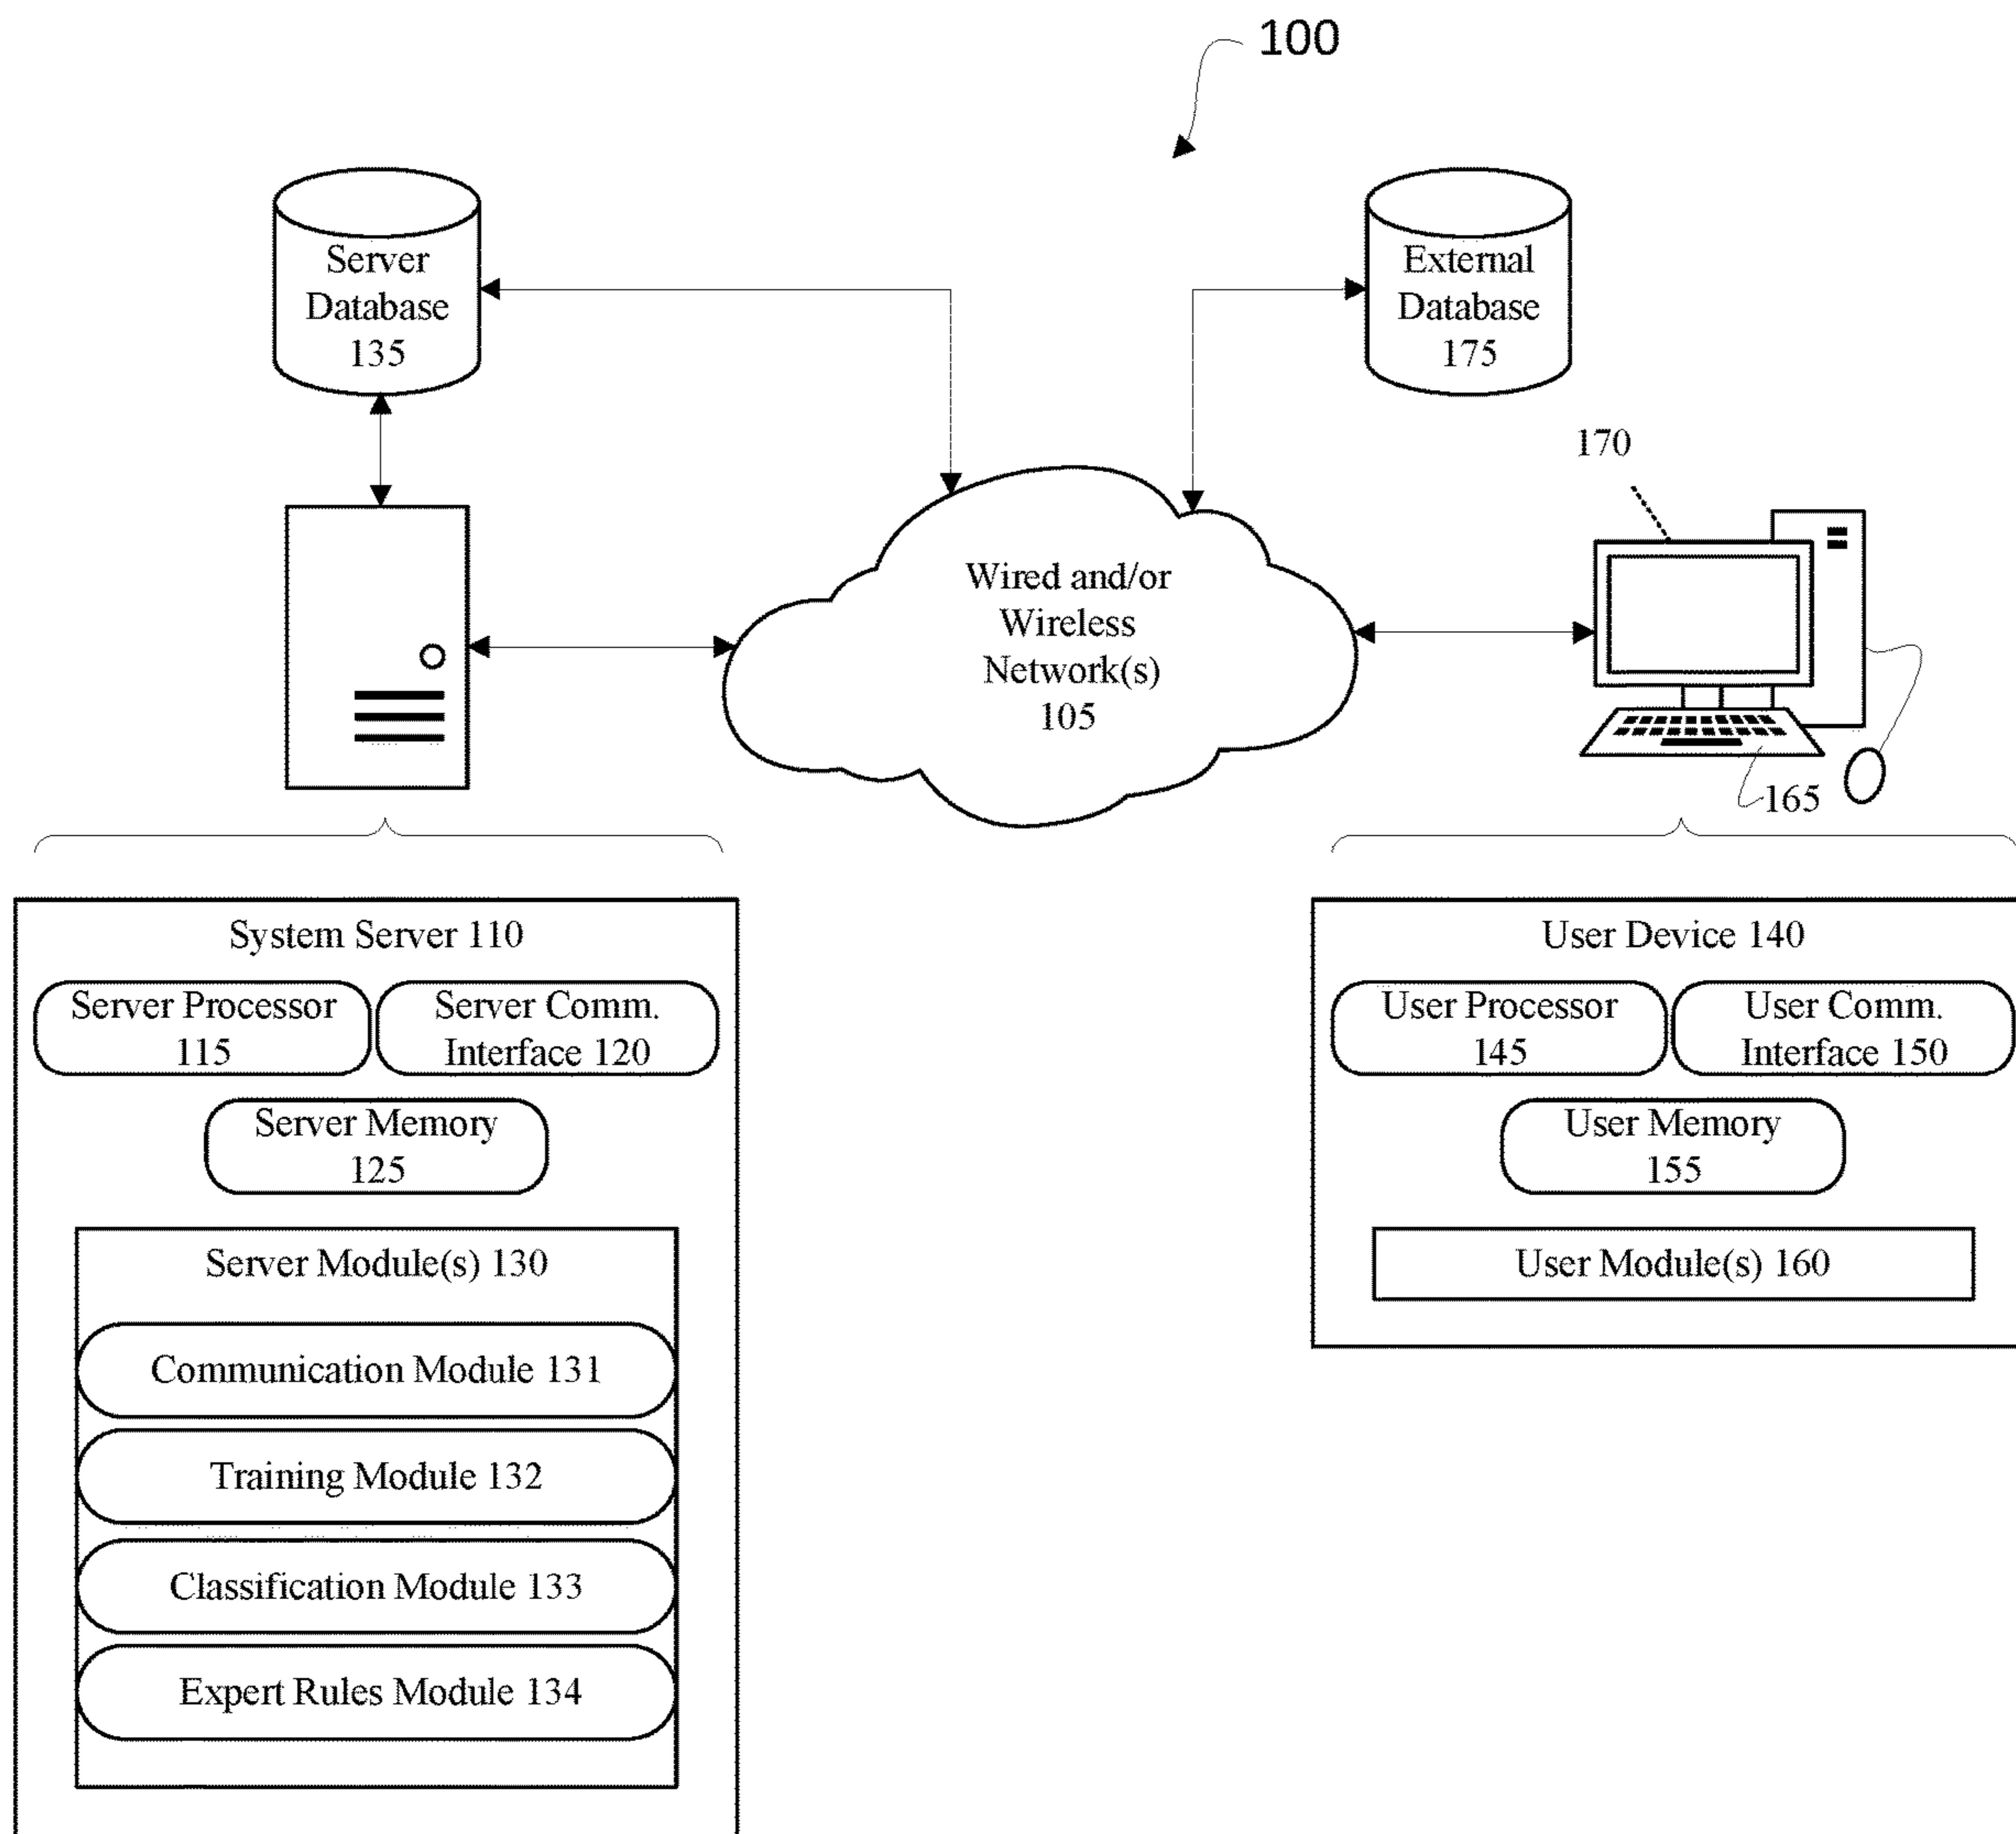 100
Server
Database
135
External
Database
175
170
Wired and/or
Wireless
Network(s)
105
165
System Server 110
Server Processor
115
Server Comm.
Interface 120
Server Memory
125
Server Module(s) 130
Communication Module 131
Training Module 132
Classification Module 133
Expert Rules Module 134
User Device 140
User Processor
145
User Comm.
Interface 150
User Memory
155
User Module(s) 160